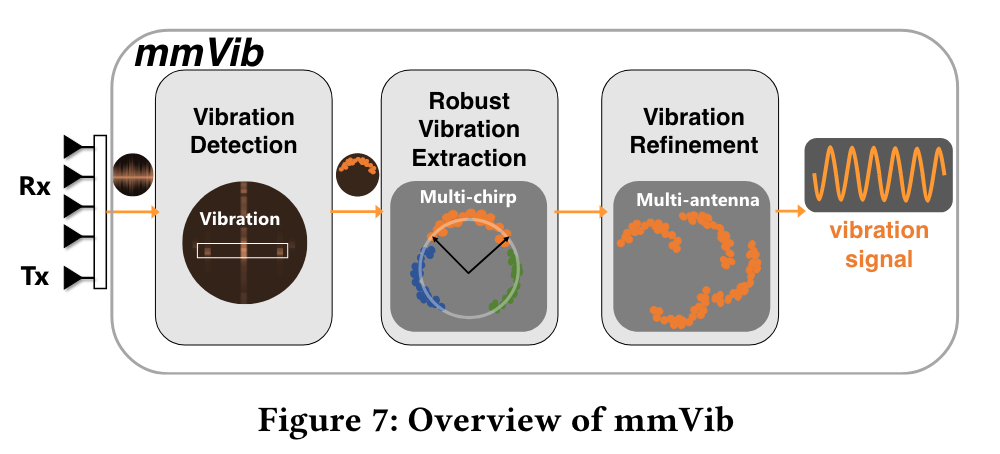 mmVib
Rx
Tx
Vibration
Detection
Vibration
Robust
Vibration
Extraction
Multi-chirp
Vibration
Refinement
Multi-antenna
vibration
signal
Figure 7: Overview of mmVib